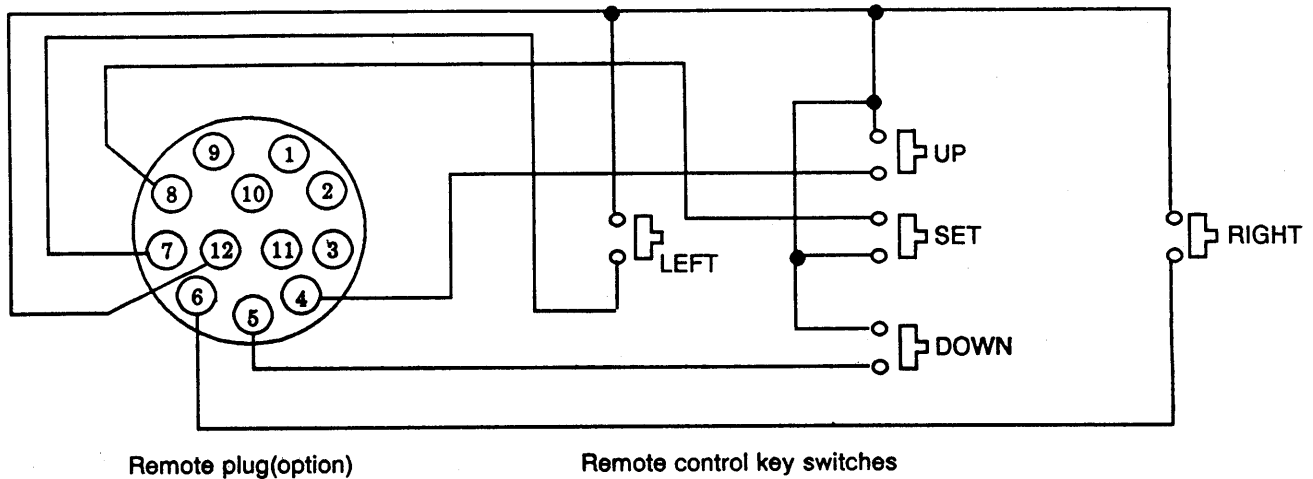 9
1
8
10
2
7
12
11
3
6
5
4
UP
SET
LEFT
DOWN
RIGHT
Remote plug(option)
Remote control key switches